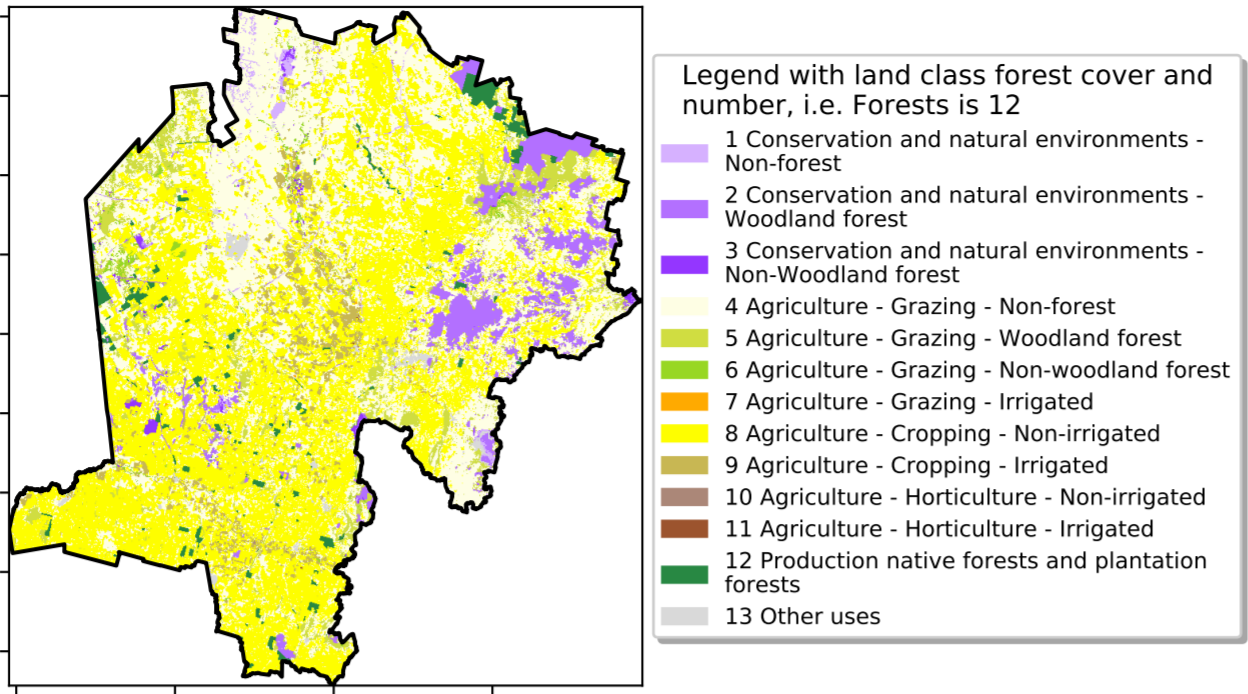 Legend with land class forest cover and
number, i.e. Forests is 12
1 Conservation and natural environments -
Non-forest
2 Conservation and natural environments -
Woodland forest
3 Conservation and natural environments -
Non-Woodland forest
4 Agriculture - Grazing - Non-forest
5 Agriculture - Grazing - Woodland forest
6 Agriculture - Grazing - Non-woodland forest
7 Agriculture - Grazing - Irrigated
8 Agriculture - Cropping - Non-irrigated
9 Agriculture - Cropping - Irrigated
10 Agriculture - Horticulture - Non-irrigated
11 Agriculture - Horticulture - Irrigated
12 Production native forests and plantation
forests
13 Other uses